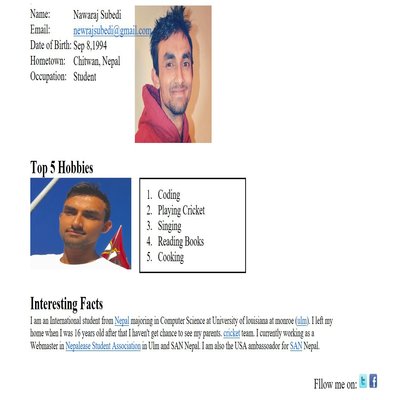 Name: Nawaraj Subedi
Email: newrajsubedi@gmail.com
Date of Birth: Sep 8,1994
Hometown: Chitwan, Nepal
Occupation: Student
Top 5 Hobbies
1. Coding
2. Playing Cricket
3. Singing
4. Reading Books
5. Cooking
Interesting Facts
I am an International student from Nepal majoring in Computer Science at University of louisiana at monroe (ulm). I left my
home when I was 16 years old after that I haven't get chance to see my parents. cricket team. I currently working as a
Webmaster in Nepalease Student Association in Ulm and SAN Nepal. I am also the USA ambassoador for SAN Nepal.
Fllow me on: